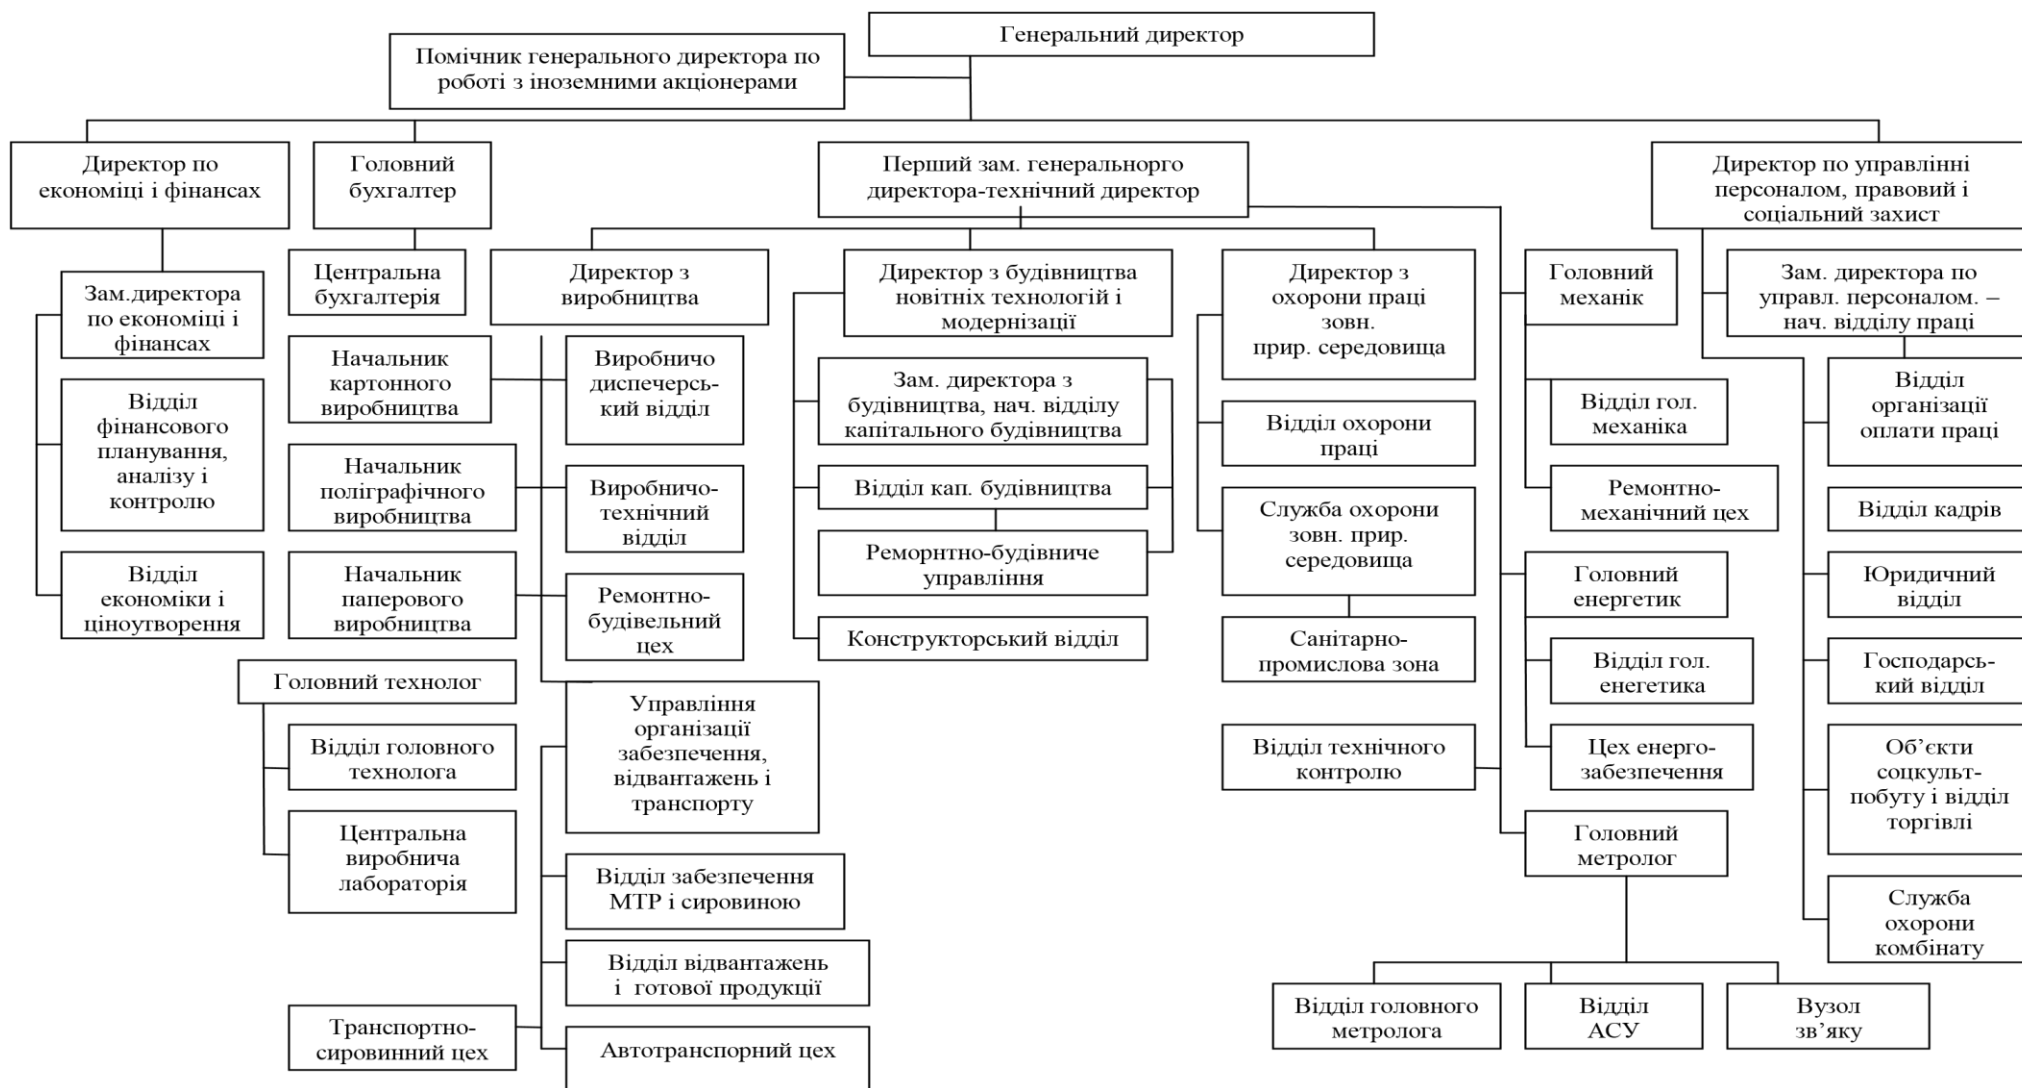 Генеральний директор
Помічник генерального директора по
роботі з іноземними акціонерами
Директор по
економіці і фінансах
Головний
бухгалтер
Перший зам. генеральнорго
директора-технічний директор
Директор по управлінні
персоналом, правовий і
соціальний захист
Зам.директора
по економіці і
фінансах
Відділ
фінансового
планування,
аналізу і
контролю
Відділ
економіки і
ціноутворення
Центральна
бухгалтерія
Директор з
виробництва
Начальник
картонного
виробництва
Виробничо
диспечерсь-
кий відділ
Начальник
поліграфічного
виробництва
Виробничо-
технічний
відділ
Начальник
паперового
виробництва
Ремонтно-
будівельний
цех
Головний технолог
Відділ головного
технолога
Центральна
виробнича
лабораторія
Управління
організації
забезпечення,
відвантажень і
транспорту
Відділ забезпечення
МТР і сировиною
Відділ відвантажень
і готової продукції
Транспортно-
сировинний цех
Автотранспорний цех
Директор з будівництва
новітніх технологій і
модернізації
Зам. директора з
будівництва, нач. відділу
капітального будівництва
Відділ кап. будівництва
Реморнтно-будівниче
управління
Конструкторський відділ
Директор з
охорони праці
зовн.
прир. середовища
Відділ охорони
праці
Служба охорони
зовн. прир.
середовища
Санітарно-
промислова зона
Відділ технічного
контролю
Головний
механік
Відділ гол.
механіка
Ремонтно-
механічний цех
Головний
енергетик
Відділ гол.
енегетика
Цех енерго-
забезпечення
Головний
метролог
Відділ головного
метролога
Відділ
АСУ
Вузол
зв’яку
Зам. директора по
управл. персоналом. –
нач. відділу праці
Відділ
організації
оплати праці
Відділ кадрів
Юридичний
відділ
Господарсь-
кий відділ
Об’єкти
соцкульт-
побуту і відділ
торгівлі
Служба
охорони
комбінату